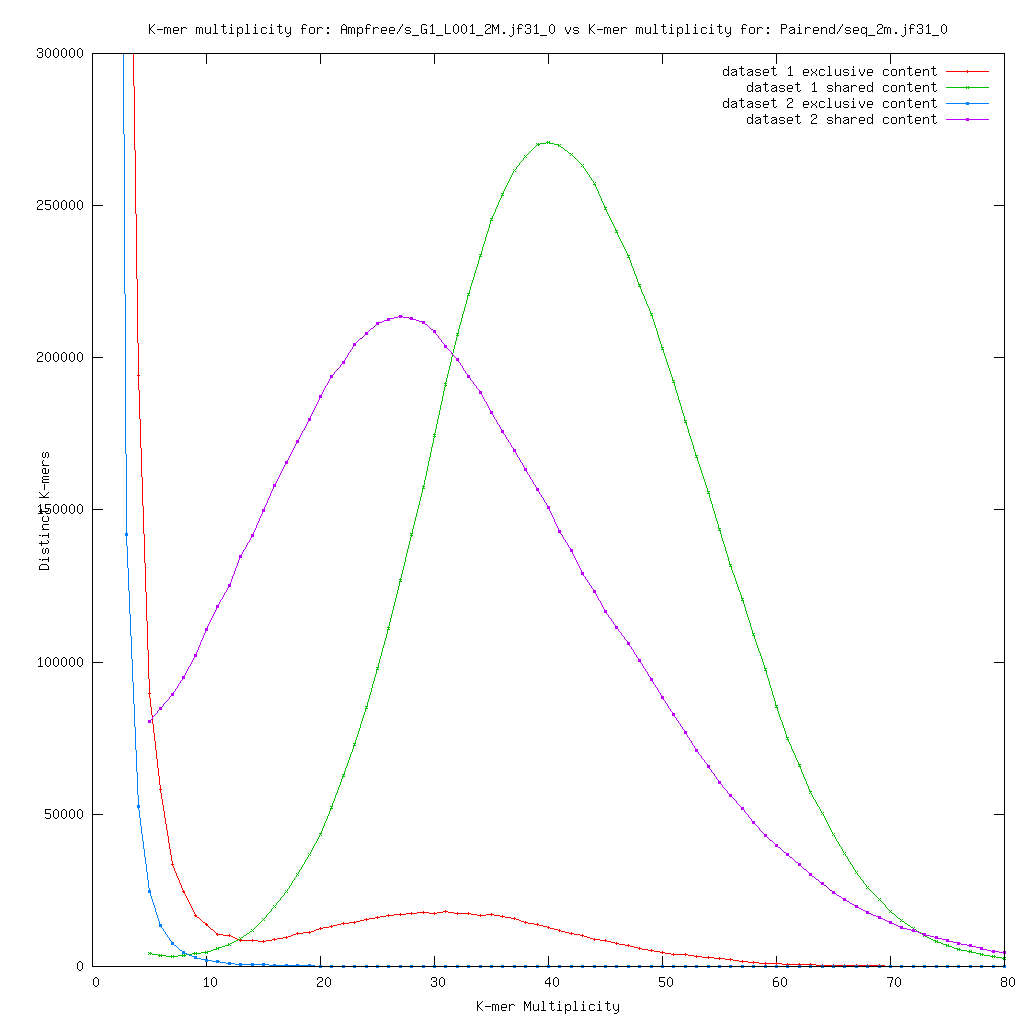 K-mer multiplicity for: Ampfree/s_G1_L001_2M.jf31_0 vs K-mer multiplicity for: Pairend/seq_2m.jf31_0
300000
250000
200000
150000
100000
50000
0
Distinct K-mers
dataset 1 exclusive content
dataset 1 shared content
dataset 2 exclusive content
dataset 2 shared content
0 10 20 30 40 50 60 70 80
K-mer Multiplicity